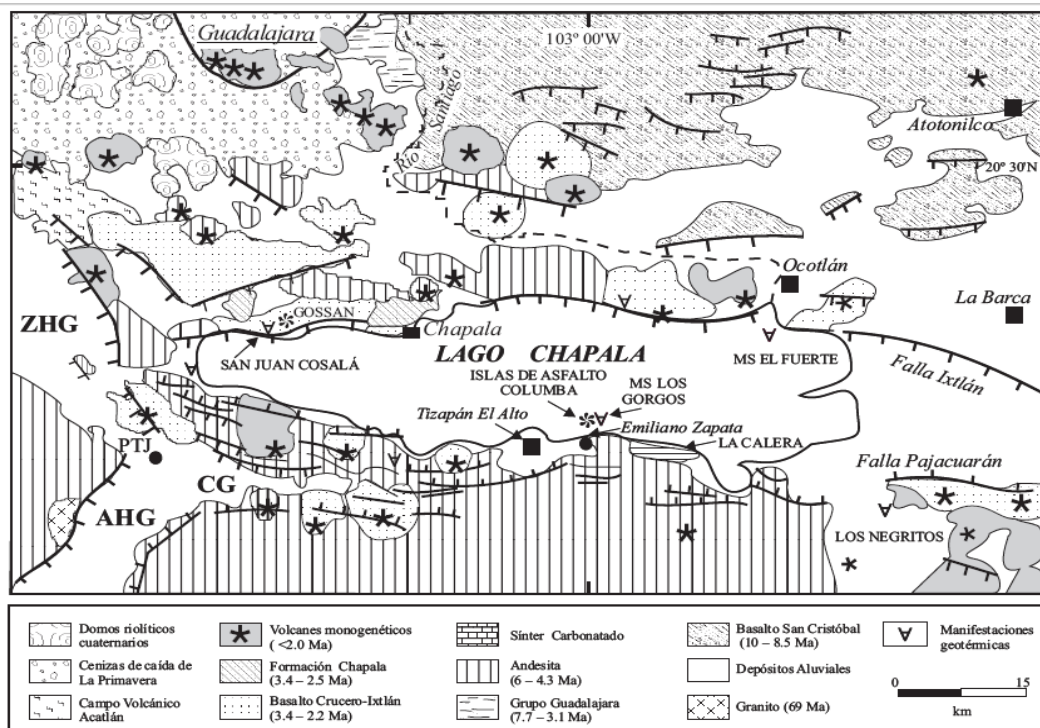 Guadalajara
103° 00'W
Santiago
Río
Atotonilco
20° 30'N
Ocotlán
La Barca
ZHG
GOSSAN
Chapala
SAN JUAN COSALÁ
LAGO CHAPALA
MS EL FUERTE
ISLAS DE ASFALTO
COLUMBA
MS LOS
GORGOS
Falla Ixtlán
Tizapán El Alto
Emiliano Zapata
PTJ
LA CALERA
Falla Pajacuarán
CG
AHG
LOS NEGRITOS
Domos riolíticos
cuaternarios
Cenizas de caída de
La Primavera
Campo Volcánico
Acatlán
Volcanes monogenéticos
( <2.0 Ma)
Formación Chapala
(3.4 – 2.5 Ma)
Basalto Crucero-Ixtlán
(3.4 – 2.2 Ma)
Sínter Carbonatado
Andesita
(6 – 4.3 Ma)
Grupo Guadalajara
(7.7 – 3.1 Ma)
Basalto San Cristóbal
(10 – 8.5 Ma)
Depósitos Aluviales
Granito (69 Ma)
Manifestaciones
geotérmicas
0 15
km